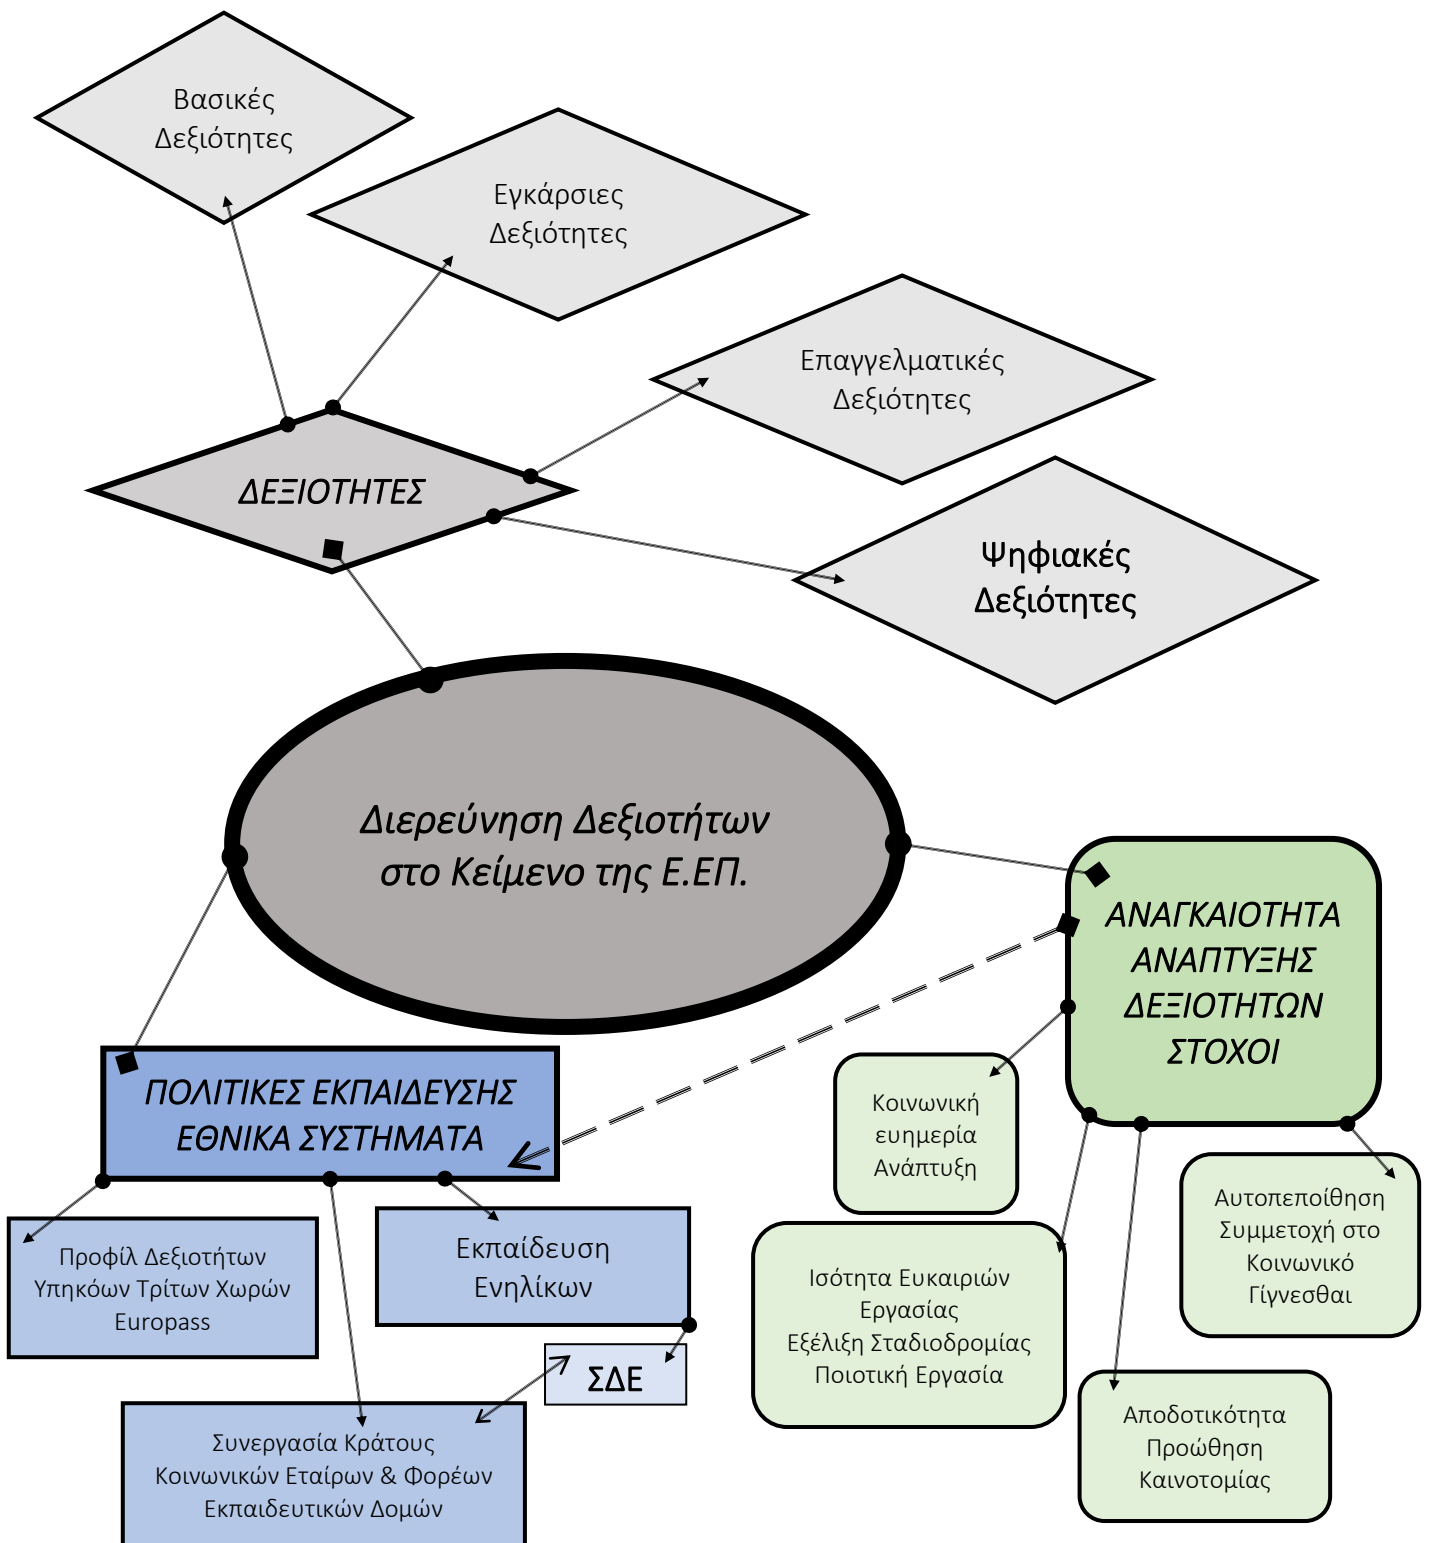 Βασικές
Δεξιότητες
Εγκάρσιες
Δεξιότητες
Επαγγελματικές
Δεξιότητες
ΔΕΞΙΟΤΗΤΕΣ
Ψηφιακές
Δεξιότητες
Διερεύνηση Δεξιοτήτων
στο Κείμενο της Ε.ΕΠ.
ΑΝΑΓΚΑΙΟΤΗΤΑ
ΑΝΑΠΤΥΞΗΣ
ΔΕΞΙΟΤΗΤΩΝ
ΣΤΟΧΟΙ
ΠΟΛΙΤΙΚΕΣ ΕΚΠΑΙΔΕΥΣΗΣ
ΕΘΝΙΚΑ ΣΥΣΤΗΜΑΤΑ
Κοινωνική
ευημερία
Ανάπτυξη
Αυτοπεποίθηση
Συμμετοχή στο
Κοινωνικό
Γίγνεσθαι
Προφίλ Δεξιοτήτων
Υπηκόων Τρίτων Χωρών
Europass
Εκπαίδευση
Ενηλίκων
Ισότητα Ευκαιριών
Εργασίας
Εξέλιξη Σταδιοδρομίας
Ποιοτική Εργασία
ΣΔΕ
Αποδοτικότητα
Προώθηση
Καινοτομίας
Συνεργασία Κράτους
Κοινωνικών Εταίρων & Φορέων
Εκπαιδευτικών Δομών